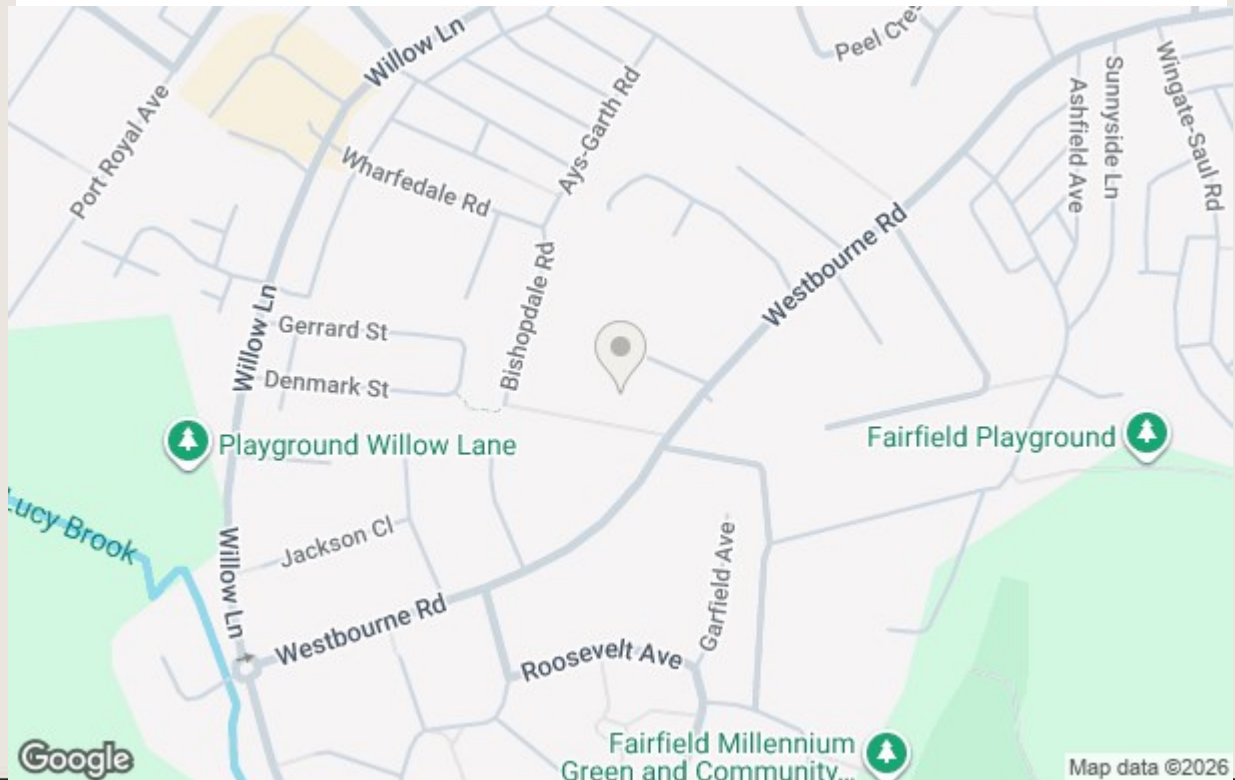 Willow Ln
Peel Cre
Port Royal Ave
Ays-Garth Rd
Wharfedale Rd
Sunnyside Ln
Ashfield Ave
Wingate-Saul Rd
Westbourne Rd
Bishopdale Rd
Willow Ln
Gerrard St
Denmark St
Playground Willow Lane
Fairfield Playground
Lucy Brook
Jackson Cl
Willow Ln
Westbourne Rd
Garfield Ave
Roosevelt Ave
Fairfield Millennium
Green and Community...
Google
Map data ©2026